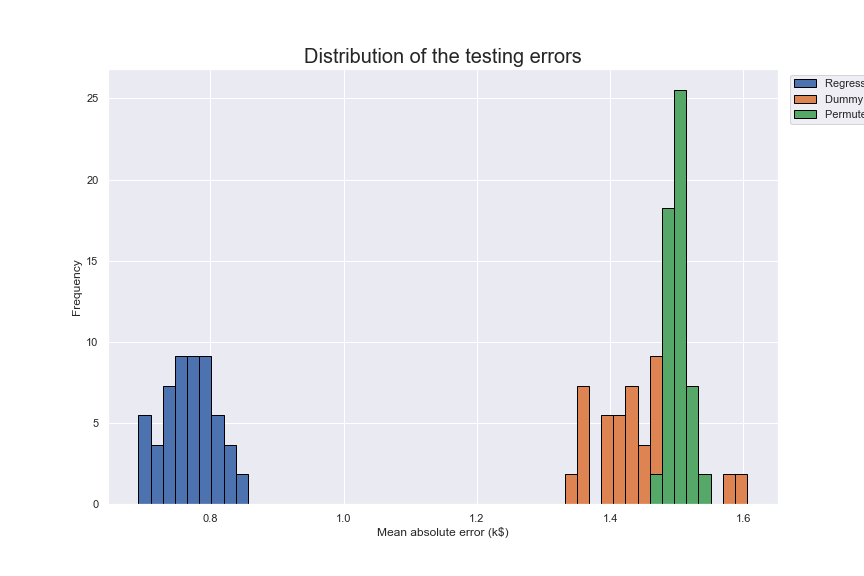 Distribution of the testing errors
Regress
Dummy
Permute
25
20
15
10
5
0
Frequency
0.8
1.0
1.2
1.4
1.6
Mean absolute error (k$)